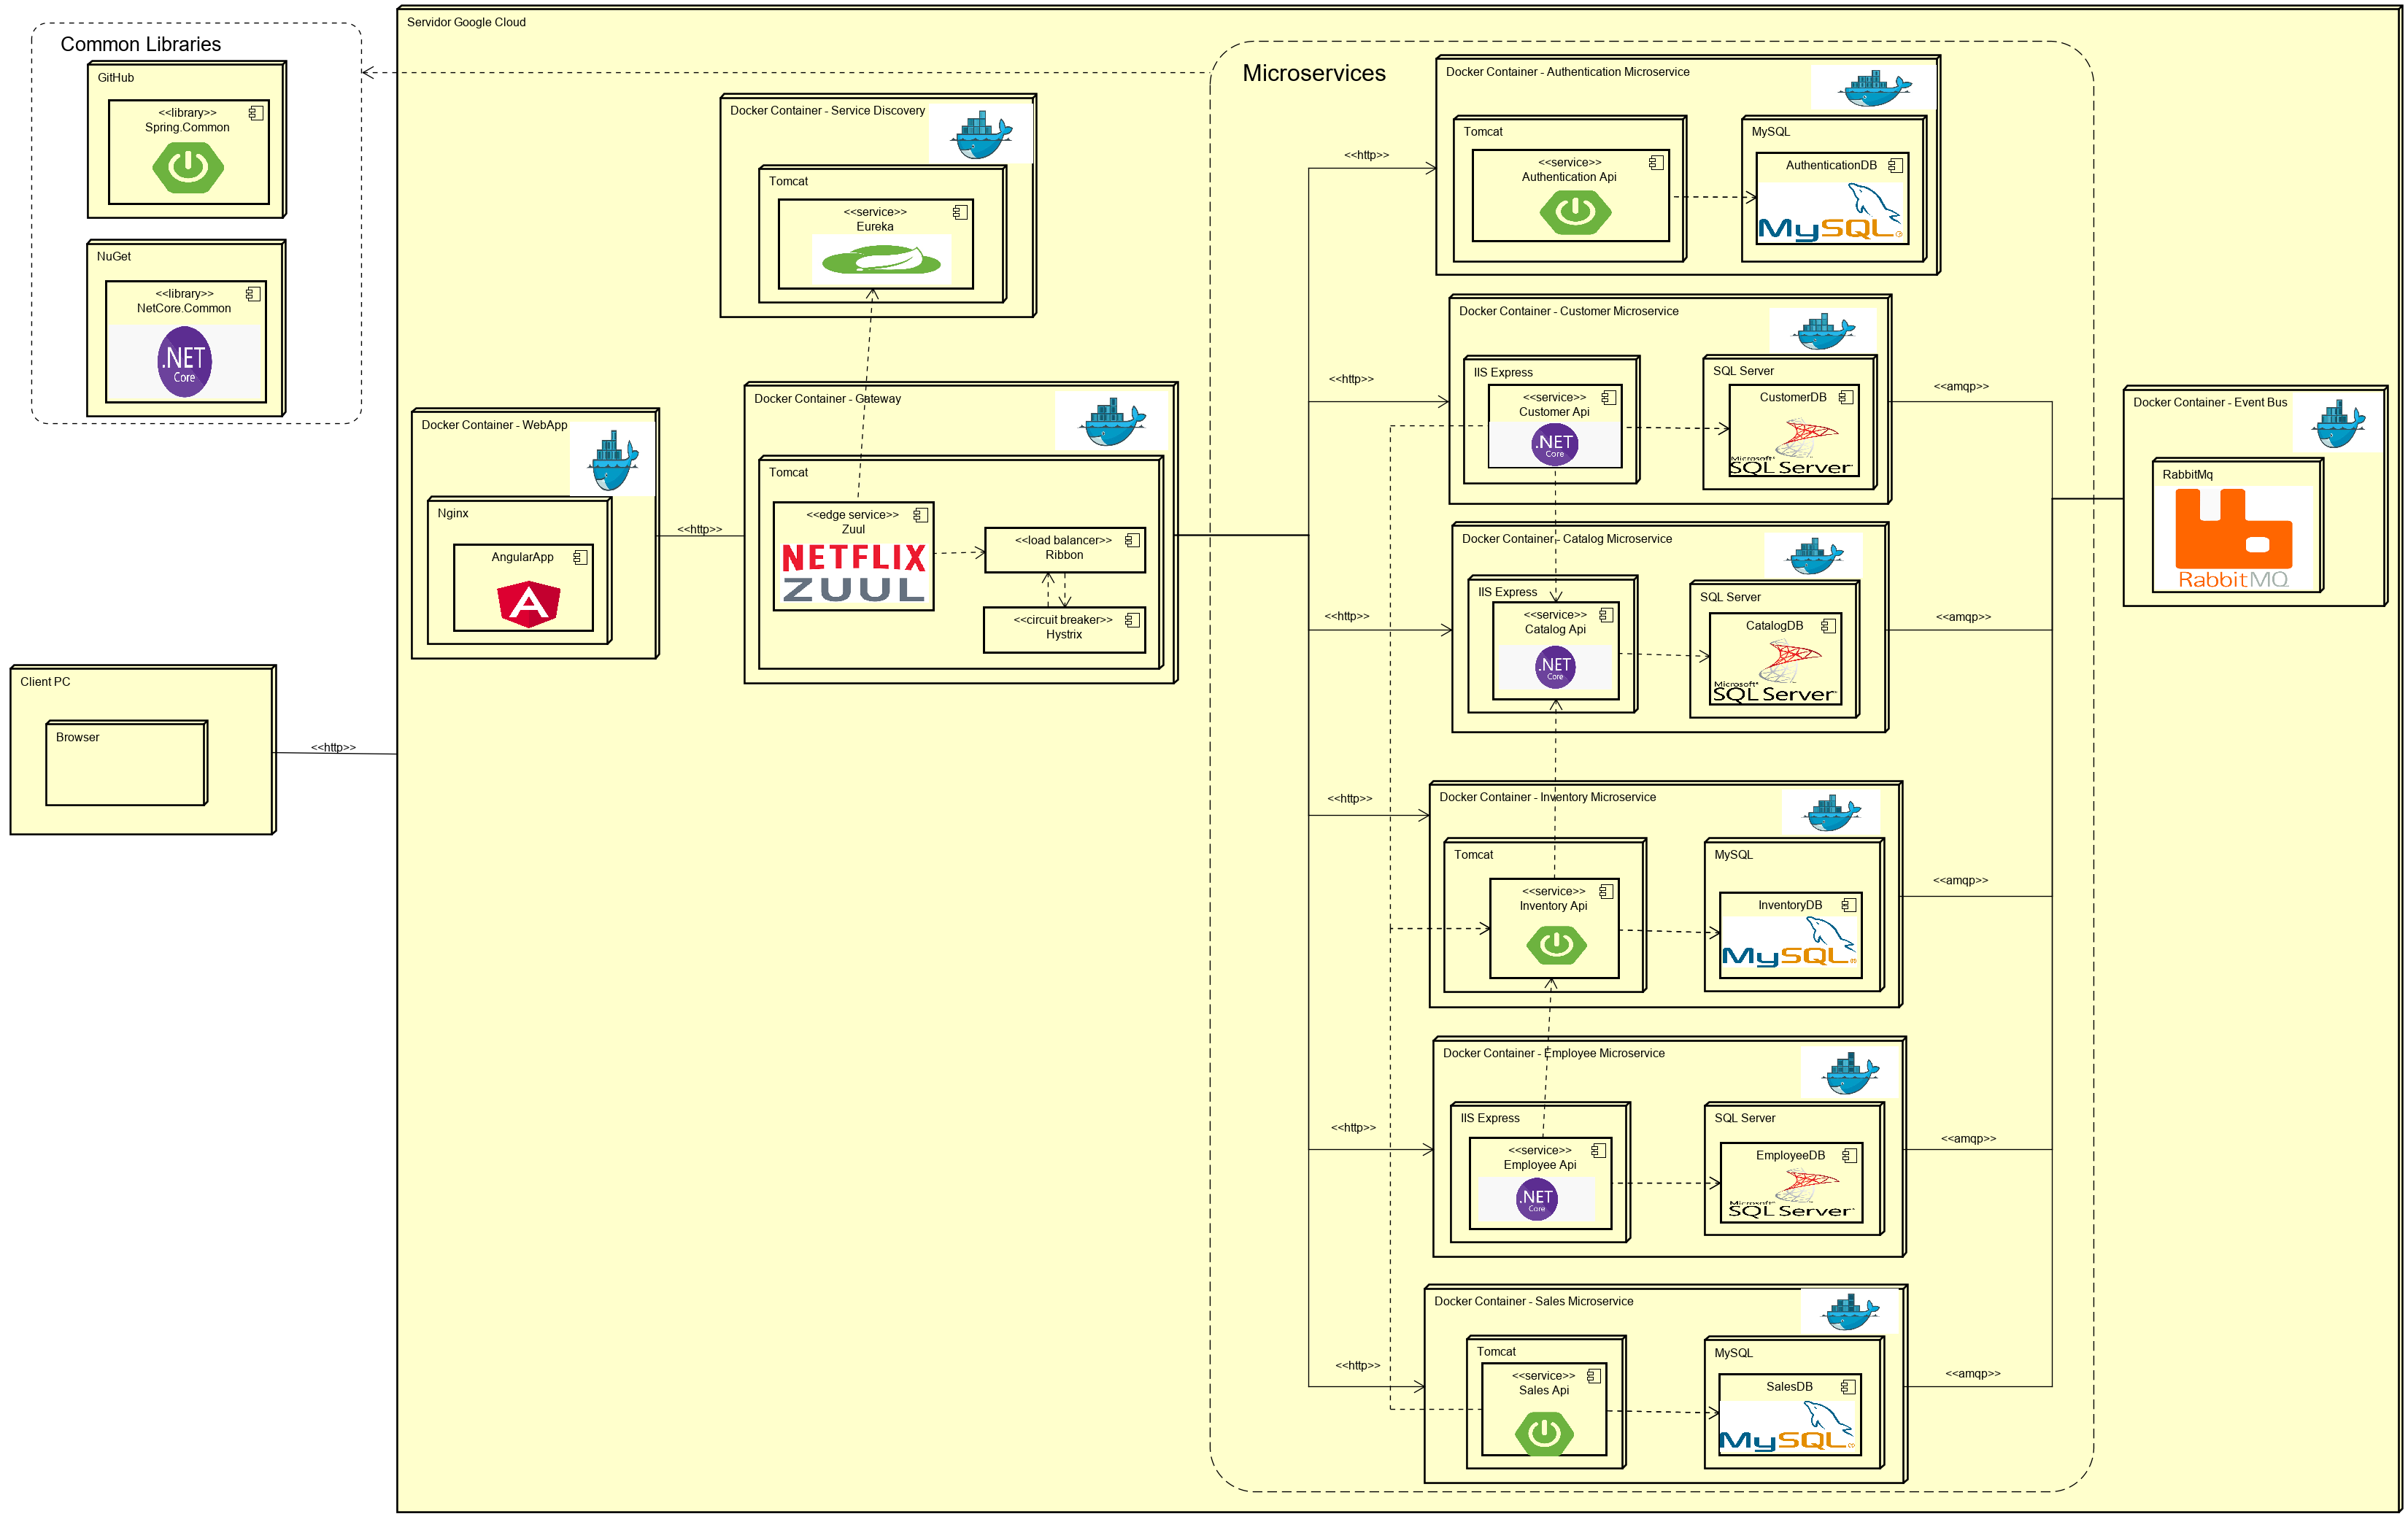 Servidor Google Cloud
Common Libraries
GitHub
<<library>>
Spring.Common
NuGet
<<library>>
NetCore.Common
.NET
Core
Client PC
Browser
<<http>>
Docker Container - Service Discovery
Tomcat
<<service>>
Eureka
Docker Container - WebApp
Nginx
AngularApp
A
<<http>>
Docker Container - Gateway
Tomcat
<<edge service>>
Zuul
NETFLIX
ZUUL
<<load balancer>>
Ribbon
<<circuit breaker>>
Hystrix
Microservices
<<http>>
Docker Container - Authentication Microservice
Tomcat
<<service>>
Authentication Api
MySQL
AuthenticationDB
MySQL
<<http>>
Docker Container - Customer Microservice
IIS Express
<<service>>
Customer Api
.NET
Core
SQL Server
CustomerDB
Microsoft
SQL Server
<<amqp>>
<<http>>
Docker Container - Catalog Microservice
IIS Express
<<service>>
Catalog Api
.NET
Core
SQL Server
CatalogDB
Microsoft
SQL Server
<<amqp>>
<<http>>
Docker Container - Inventory Microservice
Tomcat
<<service>>
Inventory Api
MySQL
InventoryDB
MySQL
<<amqp>>
<<http>>
Docker Container - Employee Microservice
IIS Express
<<service>>
Employee Api
.NET
Core
SQL Server
EmployeeDB
Microsoft
SQL Server
<<amqp>>
<<http>>
Docker Container - Sales Microservice
Tomcat
<<service>>
Sales Api
MySQL
SalesDB
MySQL
<<amqp>>
Docker Container - Event Bus
RabbitMq
RabbitMQ